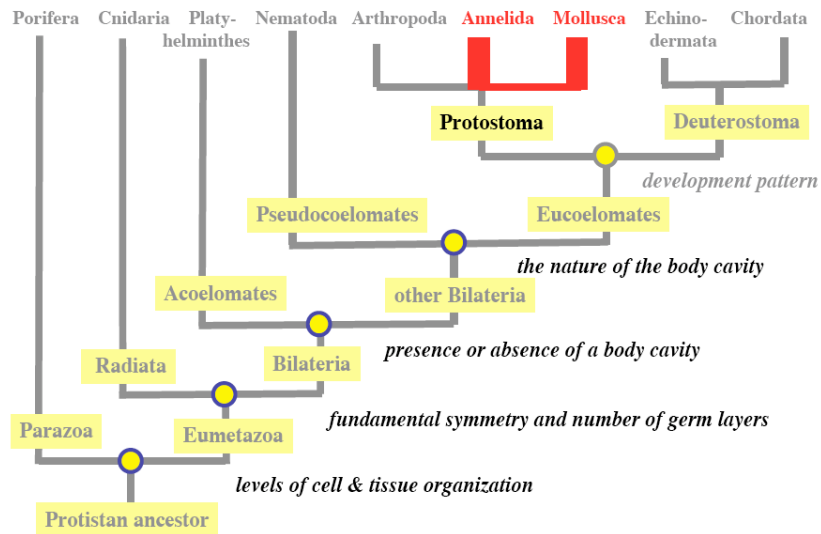 Porifera Cnidaria Platy- Nematoda Arthropoda Annelida Mollusca Echino- Chordata
helminthes dermata
Protostoma Deuterostoma
development pattern
Pseudocoelomates Eucoelomates
the nature of the body cavity
Acoelomates other Bilateria
presence or absence of a body cavity
Radiata Bilateria
fundamental symmetry and number of germ layers
Parazoa Eumetazoa
levels of cell & tissue organization
Protistan ancestor